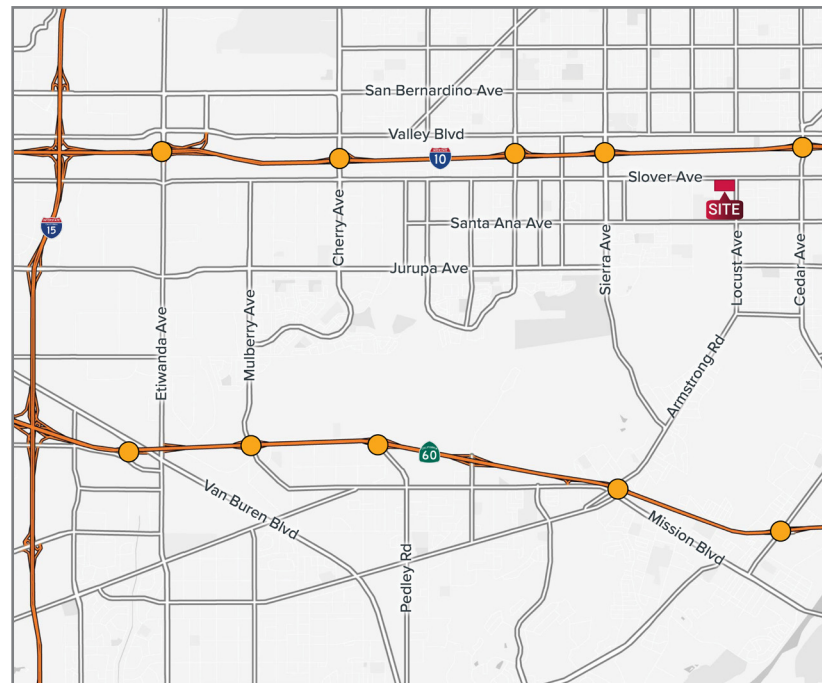 San Bernardino Ave
Valley Blvd
10
Slover Ave
SITE
Santa Ana Ave
15
Cherry Ave
Jurupa Ave
Sierra Ave
Locust Ave
Cedar Ave
Etiwanda Ave
Mulberry Ave
Armstrong Rd
60
Van Buren Blvd
Mission Blvd
Pedley Rd